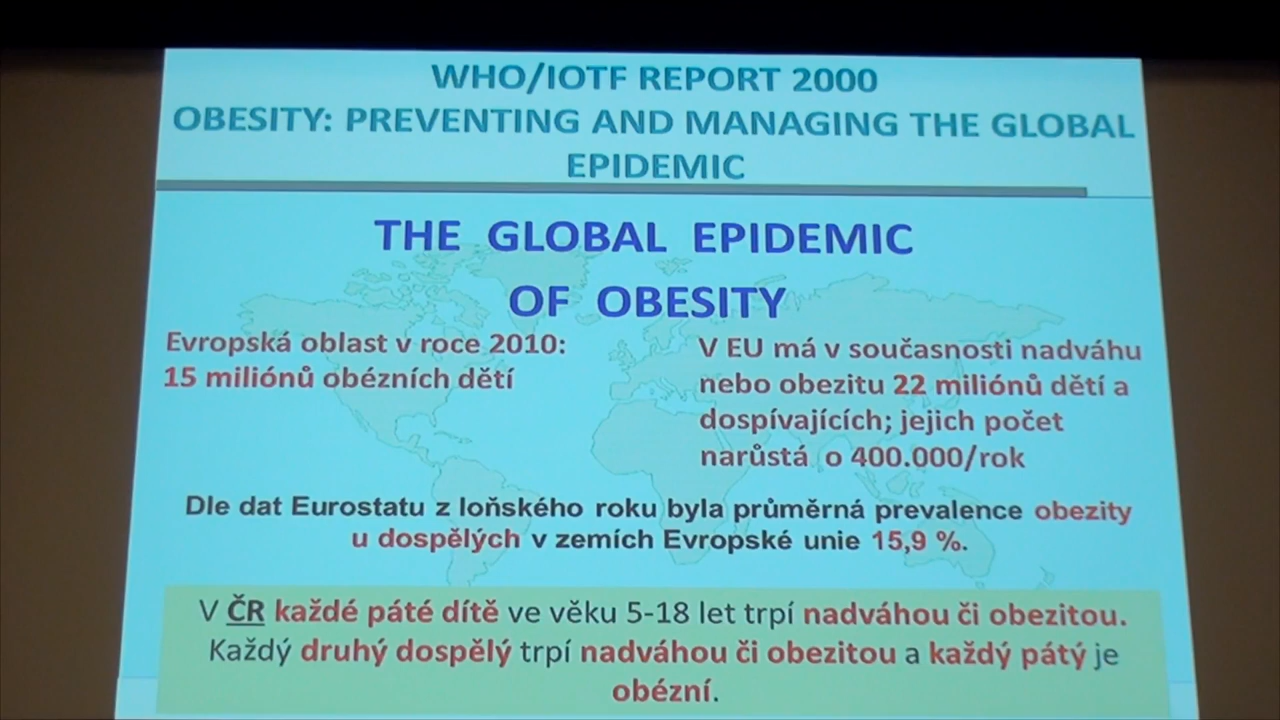 WHO/IOTF REPORT 2000
OBESITY: PREVENTING AND MANAGING THE GLOBAL
EPIDEMIC
THE GLOBAL EPIDEMIC
OF OBESITY
Evropská oblast v roce 2010:
15 miliónů obézních dětí
V EU má v současnosti nadváhu
nebo obezitu 22 miliónů dětí a
dospívajících; jejich počet
narůstá o 400.000/rok
Dle dat Eurostatu z loňského roku byla průměrná prevalence obezity
u dospělých v zemích Evropské unie 15,9 %.
V ČR každé páté dítě ve věku 5-18 let trpí nadváhou či obezitou.
Každý druhý dospělý trpí nadváhou či obezitou a každý pátý je
obézní.